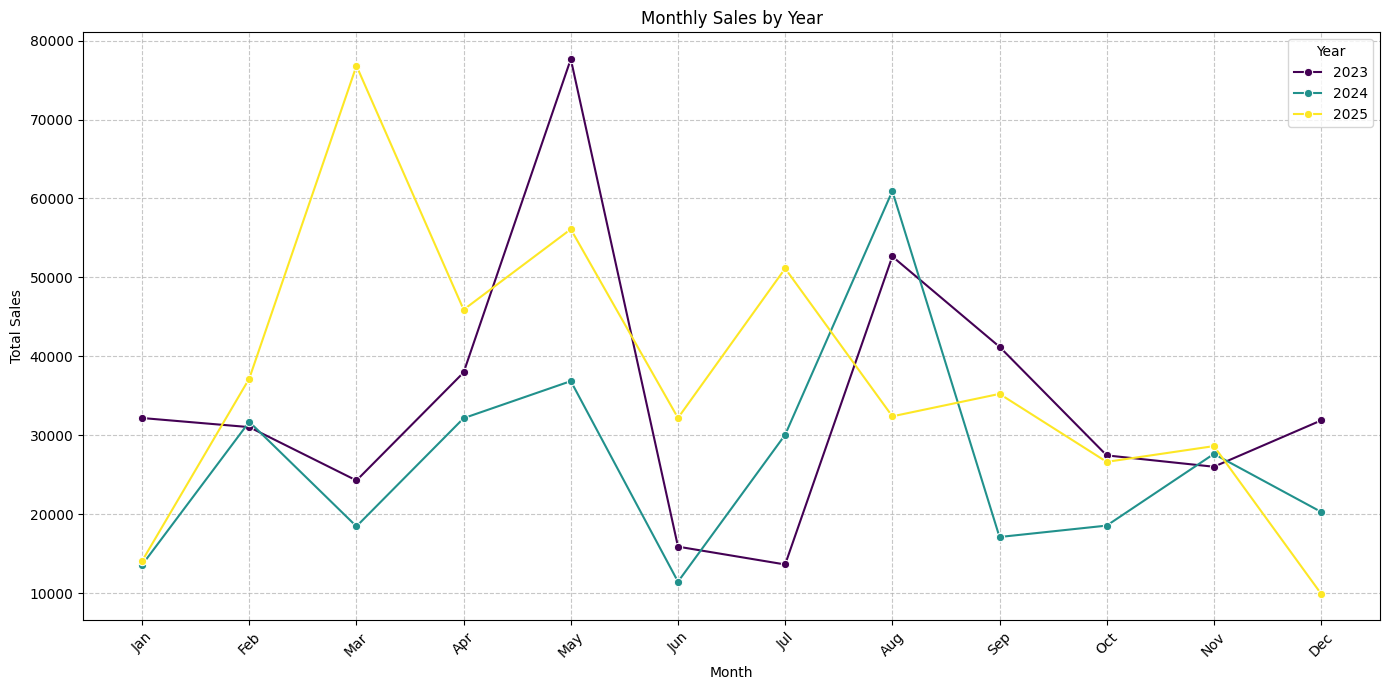 Monthly Sales by Year
80000
70000
60000
50000
40000
30000
20000
10000
Total Sales
Year
2023
2024
2025
Jan
Feb
Mar
Apr
May
Jun
Jul
Aug
Sep
Oct
Nov
Dec
Month